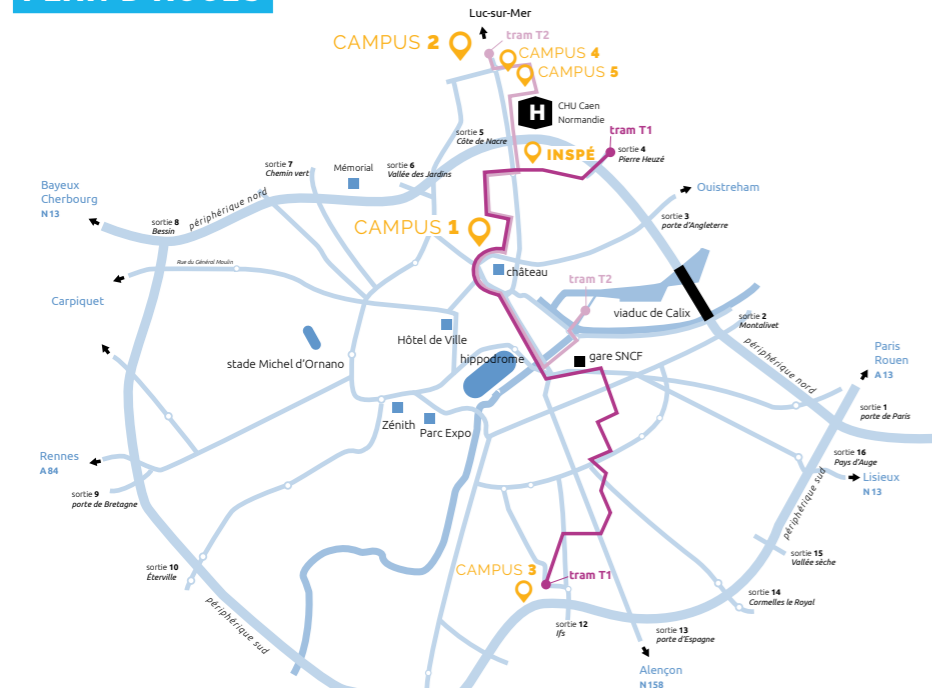 PLAN D'ACCÈS
Luc-sur-Mer
tram T2
CAMPUS 2
CAMPUS 4
CAMPUS 5
H
CHU Caen
Normandie
tram T1
sortie 5
Côte de Nacre
INSPÉ
sortie 4
Pierre Heuzé
sortie 7
Chemin vert
Mémorial
sortie 6
Vallée des Jardins
Bayeux
Cherbourg
N 13
périphérique nord
Ouistreham
sortie 8
Bessin
CAMPUS 1
sortie 3
porte d'Angleterre
Rue du Général Moulin
château
tram T2
Carpiquet
viaduc de Calix
sortie 2
Montalivet
Hôtel de Ville
stade Michel d'Ornano
hippodrome
gare SNCF
périphérique nord
Paris
Rouen
A 13
Zénith
Parc Expo
sortie 1
porte de Paris
Rennes
A 84
sortie 16
Pays d'Auge
Lisieux
N 13
sortie 9
porte de Bretagne
périphérique sud
sortie 15
Vallée sèche
sortie 10
Éterville
CAMPUS 3
tram T1
sortie 14
Cormelles le Royal
périphérique sud
sortie 12
Ifs
sortie 13
porte d'Espagne
Alençon
N 158